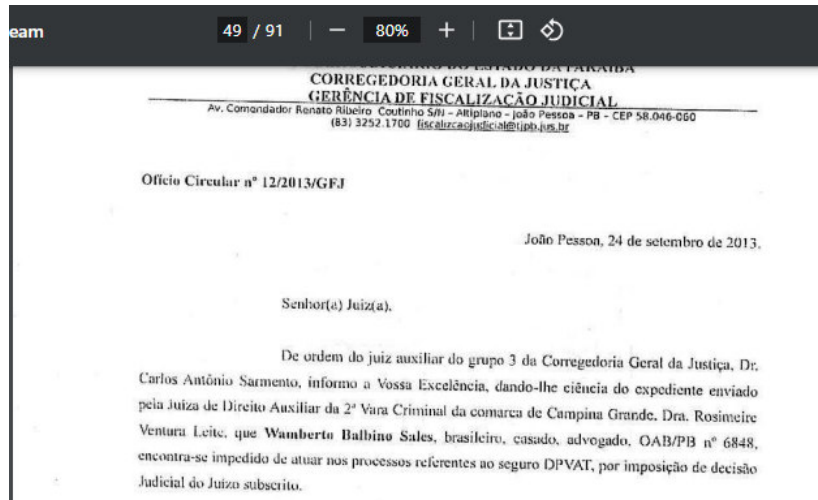 eam
49 / 91 | — 80% + |
CORREGEDORIA GERAL DA JUSTIÇA
GERÊNCIA DE FISCALIZAÇÃO JUDICIAL
Av. Comendador Renato Ribeiro Coutinho S/N - Altiplano - João Pessoa - PB - CEP 58.046-060
(83) 3252.1700 fiscalizcaojudicial@tjpb.jus.br
Ofício Circular nº 12/2013/GFJ
João Pessoa, 24 de setembro de 2013.
Senhor(a) Juiz(a).
De ordem do juiz auxiliar do grupo 3 da Corregedoria Geral da Justiça, Dr.
Carlos Antônio Sarmento, informo a Vossa Excelência, dando-lhe ciência do expediente enviado
pela Juíza de Direito Auxiliar da 2ª Vara Criminal da comarca de Campina Grande, Dra. Rosimeire
Ventura Leite, que Wamberto Balbino Sales, brasileiro, casado, advogado, OAB/PB nº 6848,
encontra-se impedido de atuar nos processos referentes ao seguro DPVAT, por imposição de decisão
Judicial do Juízo subscrito.